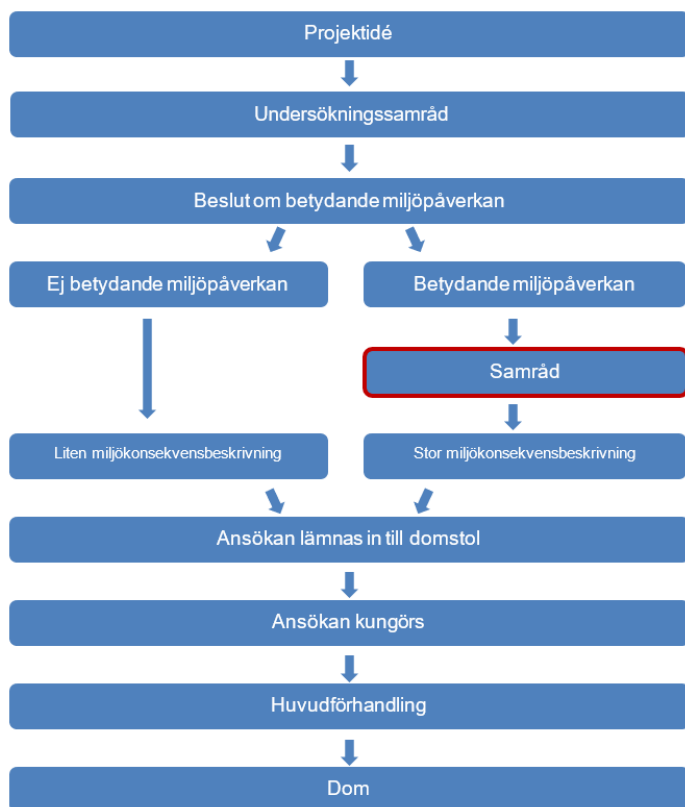 Projektidé
Undersökningssamråd
Beslut om betydande miljöpåverkan
Ej betydande miljöpåverkan
Betydande miljöpåverkan
Samråd
Liten miljökonsekvensbeskrivning
Stor miljökonsekvensbeskrivning
Ansökan lämnas in till domstol
Ansökan kungörs
Huvudförhandling
Dom